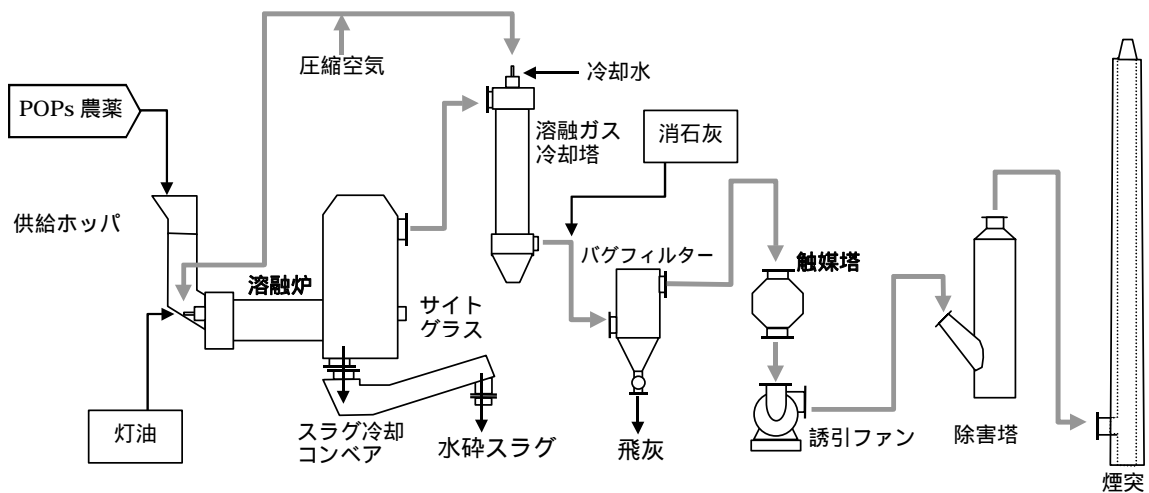 圧縮空気
冷却水
POPs 農薬
溶融ガス
冷却塔
消石灰
供給ホッパ
バグフィルター
触媒塔
溶融炉
サイト
グラス
灯油
スラグ冷却
コンベア
水砕スラグ
飛灰
誘引ファン
除害塔
煙突